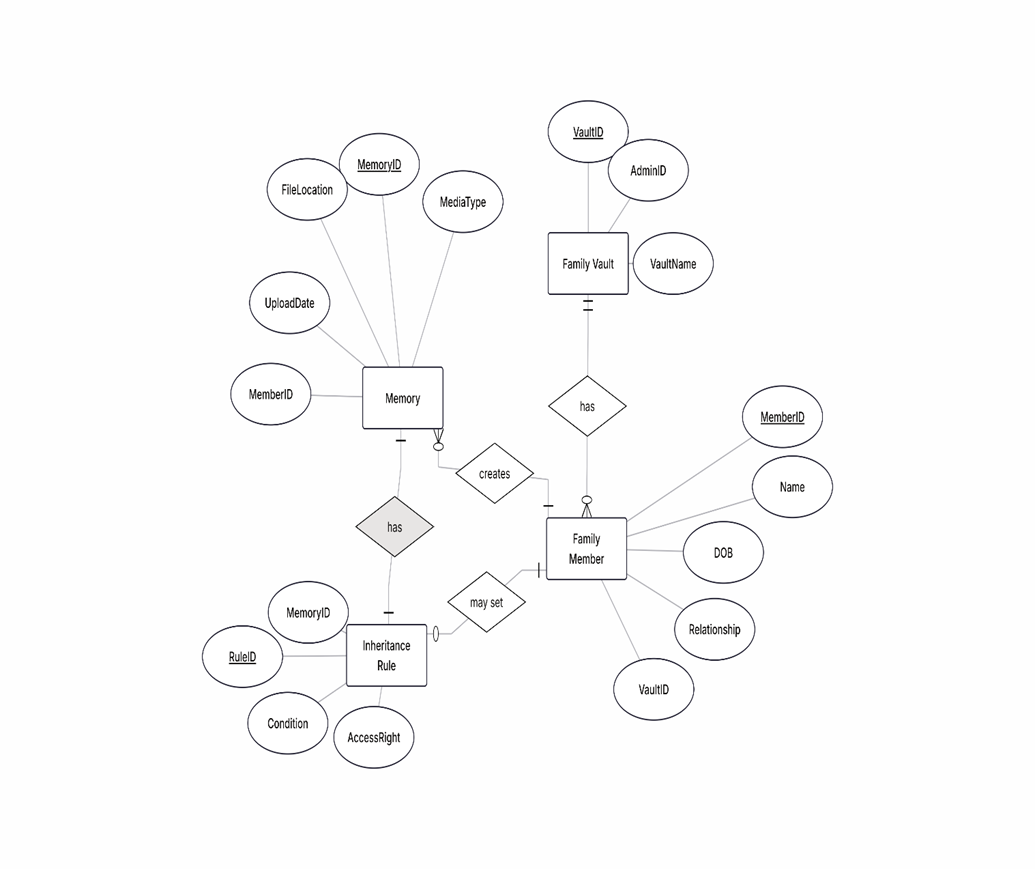 VaultID
MemoryID
AdminID
FileLocation
MediaType
Family Vault
VaultName
UploadDate
MemberID
Memory
has
MemberID
creates
Name
has
Family
Member
DOB
may set
MemoryID
Relationship
Inheritance
Rule
RuleID
VaultID
Condition
AccessRight